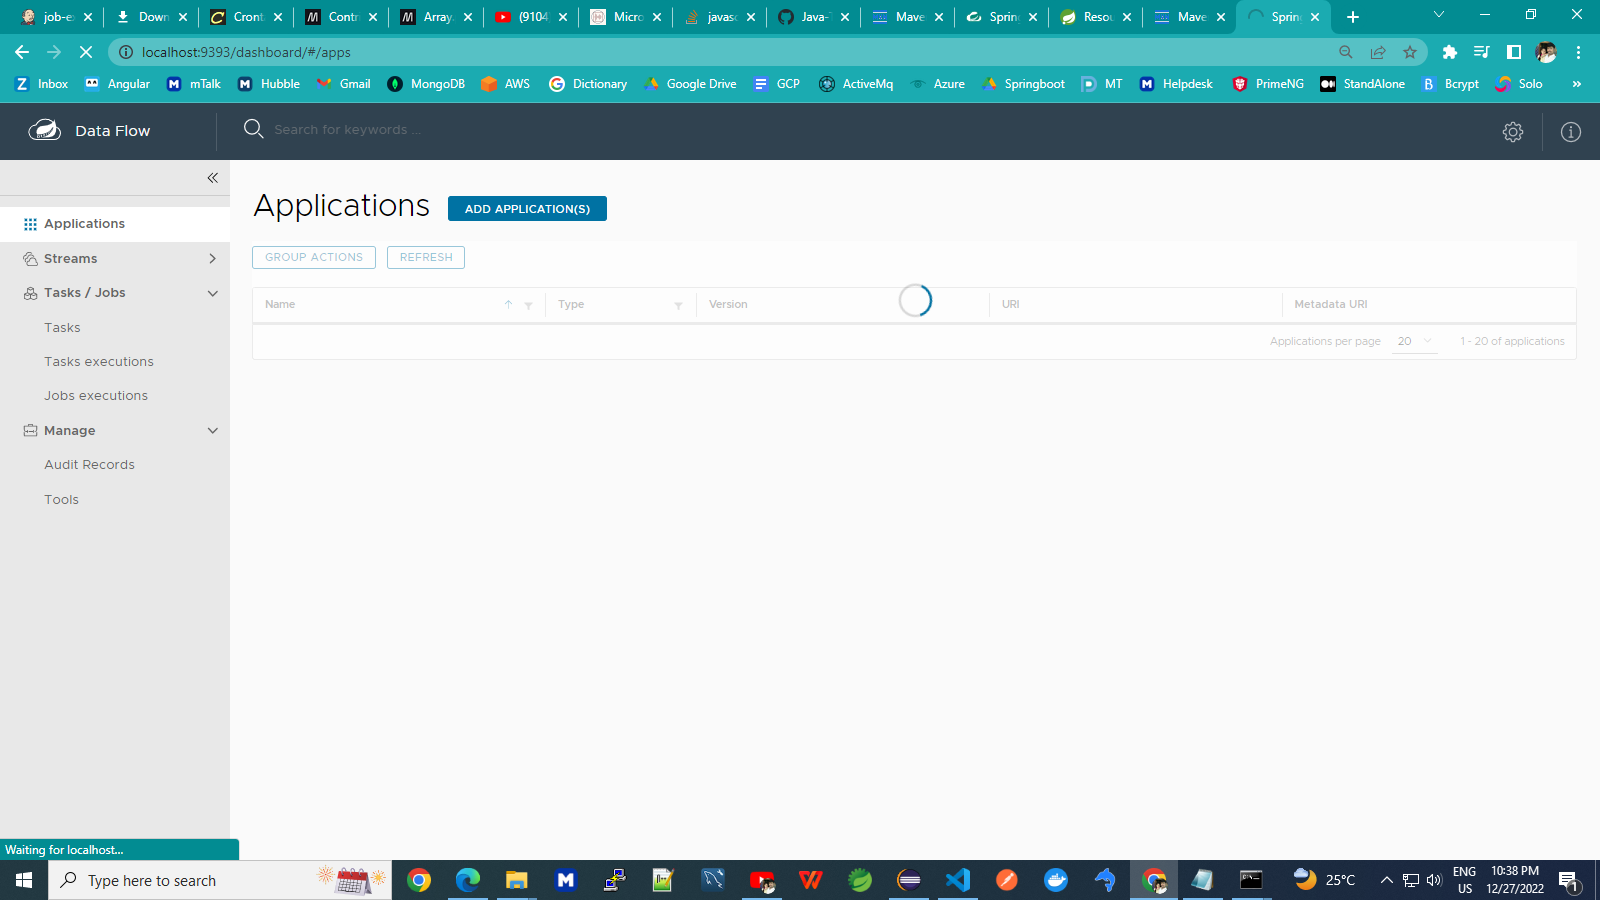 job-ex
Down
Cront
Contr
Array.
(9104
Micro
javasc
Java-T
Mave
Spring
Resou
Mave
Sprin
localhost:9393/dashboard/#/apps
Inbox
Angular
mTalk
Hubble
Gmail
MongoDB
AWS
Dictionary
Google Drive
GCP
ActiveMq
Azure
Springboot
MT
Helpdesk
PrimeNG
StandAlone
Bcrypt
Solo
»
Data Flow
Search for keywords ...
Applications
Streams
Tasks / Jobs
Tasks
Tasks executions
Jobs executions
Manage
Audit Records
Tools
Applications
ADD APPLICATION(S)
GROUP ACTIONS
REFRESH
Name
Type
Version
URI
Metadata URI
Applications per page
20
1 - 20 of applications
Waiting for localhost...
Type here to search
25°C
ENG
US
10:38 PM
12/27/2022
1